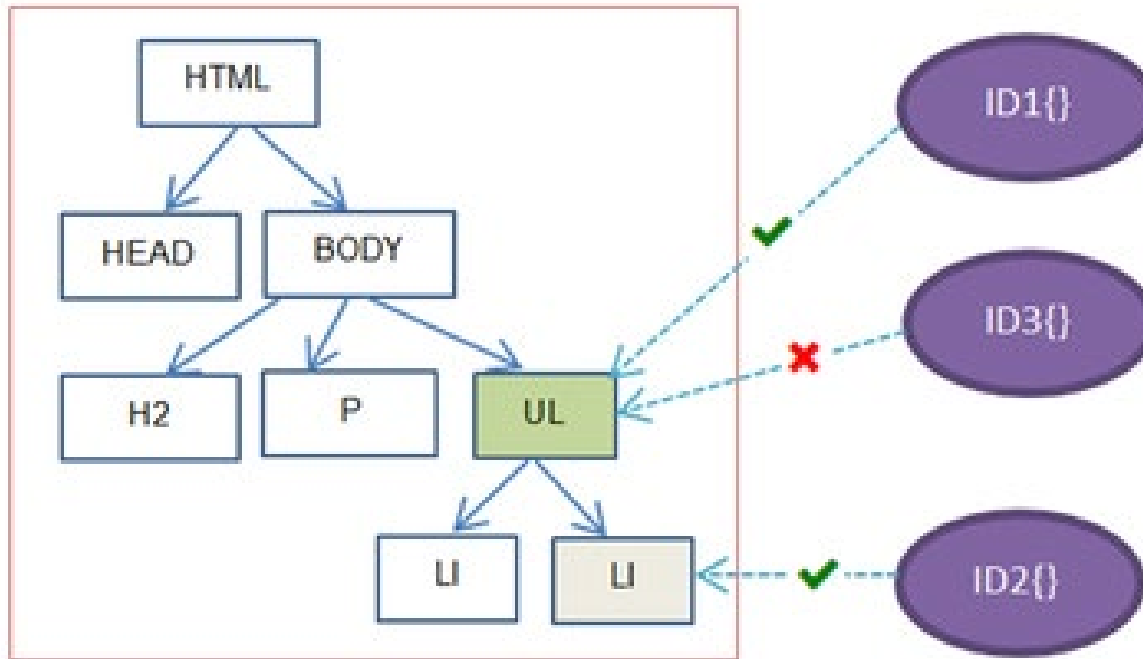 HTML
ID1{}
HEAD
BODY
ID3{}
H2
P
UL
LI
LI
ID2{}